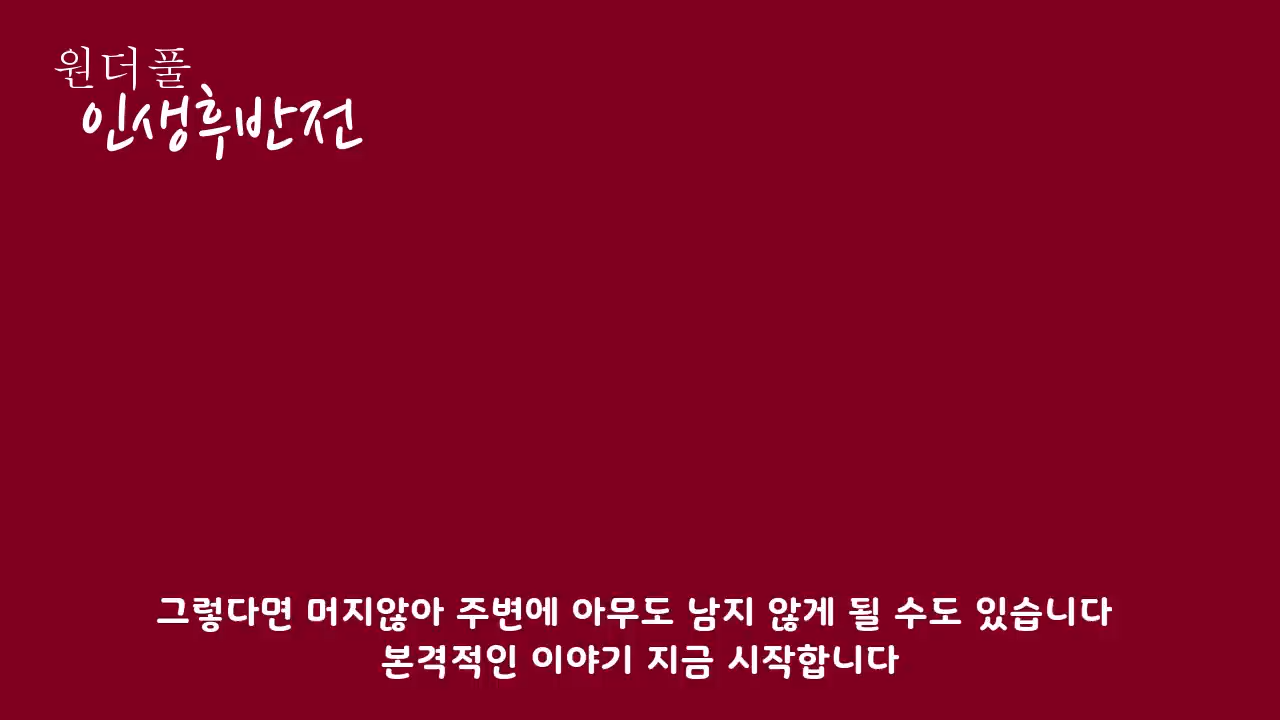 원더풀
인생후반전
그렇다면 머지않아 주변에 아무도 남지 않게 될 수도 있습니다
본격적인 이야기 지금 시작합니다